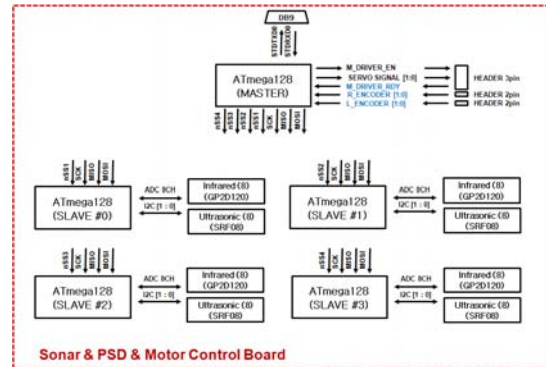 DB9
STDTXD0
STDRXD0
ATmega128
(MASTER)
M_DRIVER_EN
SERVO SIGNAL [1:0]
M_DRIVER_RDY
R_ENCODER [1:0]
L_ENCODER [1:0]
HEADER 3pin
HEADER 2pin
HEADER 2pin
nSS4
nSS3
nSS2
nSS1
SCK
MISO
MOSI
nSS1
SCK
MISO
MOSI
ATmega128
(SLAVE #0)
ADC 8CH
I2C [1 : 0]
Infrared (8)
(GP2D120)
Ultrasonic (8)
(SRF08)
nSS2
SCK
MISO
MOSI
ATmega128
(SLAVE #1)
ADC 8CH
I2C [1 : 0]
Infrared (8)
(GP2D120)
Ultrasonic (8)
(SRF08)
nSS3
SCK
MISO
MOSI
ATmega128
(SLAVE #2)
ADC 8CH
I2C [1 : 0]
Infrared (8)
(GP2D120)
Ultrasonic (8)
(SRF08)
nSS4
SCK
MISO
MOSI
ATmega128
(SLAVE #3)
ADC 8CH
I2C [1 : 0]
Infrared (8)
(GP2D120)
Ultrasonic (8)
(SRF08)
Sonar & PSD & Motor Control Board